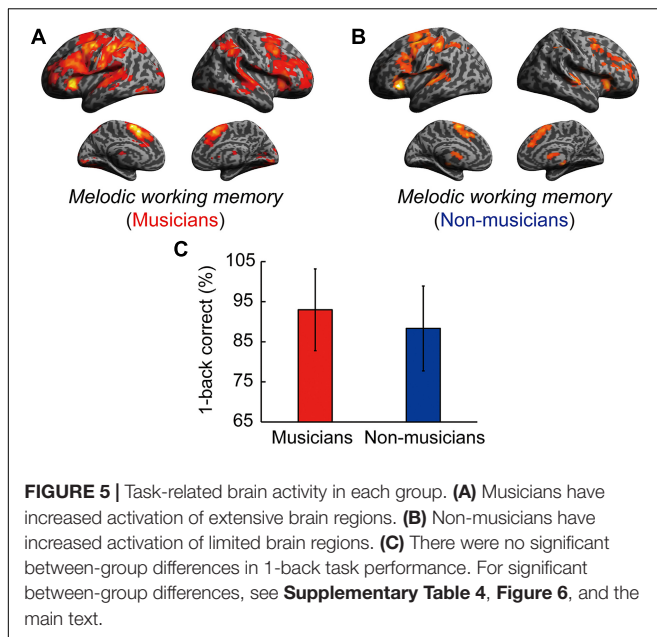 A
B
Melodic working memory
(Musicians)
Melodic working memory
(Non-musicians)
C
1-back correct (%)
105
95
85
75
65
Musicians
Non-musicians
FIGURE 5 | Task-related brain activity in each group. (A) Musicians have
increased activation of extensive brain regions. (B) Non-musicians have
increased activation of limited brain regions. (C) There were no significant
between-group differences in 1-back task performance. For significant
between-group differences, see Supplementary Table 4, Figure 6, and the
main text.